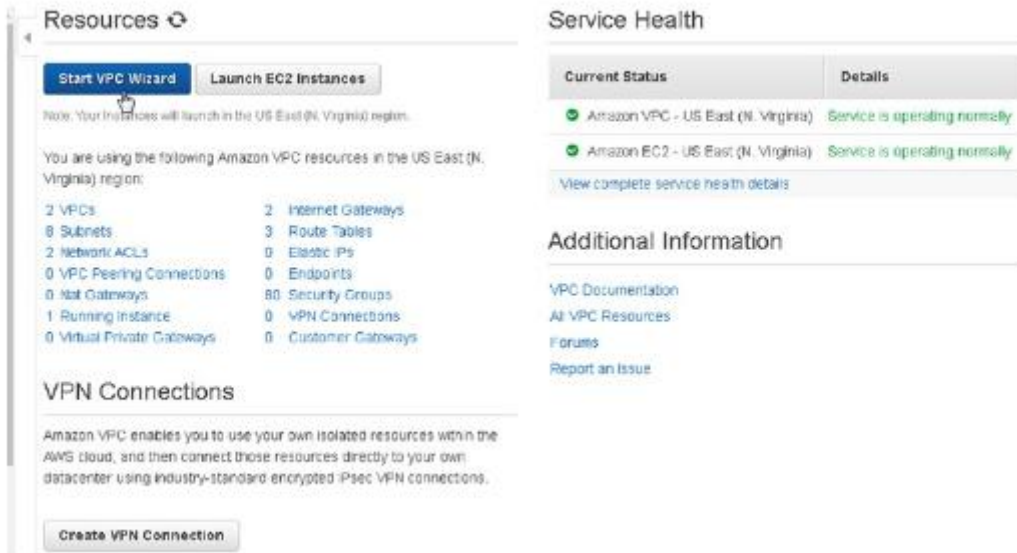 Resources
Start VPC Wizard
Launch EC2 Instances
Note: Your Instances will launch in the US East (N. Virginia) region.
You are using the following Amazon VPC resources in the US East (N.
Virginia) region:
2 VPCs
2 Internet Gateways
8 Subnets
3 Route Tables
2 Network ACLs
0 Elastic IPs
0 VPC Peering Connections
0 Endpoints
0 Nat Gateways
80 Security Groups
1 Running Instance
0 VPN Connections
0 Virtual Private Gateways
0 Customer Gateways
VPN Connections
Amazon VPC enables you to use your own isolated resources within the
AWS cloud, and then connect those resources directly to your own
datacenter using industry-standard encrypted IPsec VPN connections.
Create VPN Connection
Service Health
Current Status Details
Amazon VPC - US East (N. Virginia) Service is operating normally
Amazon EC2 - US East (N. Virginia) Service is operating normally
View complete service health details
Additional Information
VPC Documentation
All VPC Resources
Forums
Report an Issue